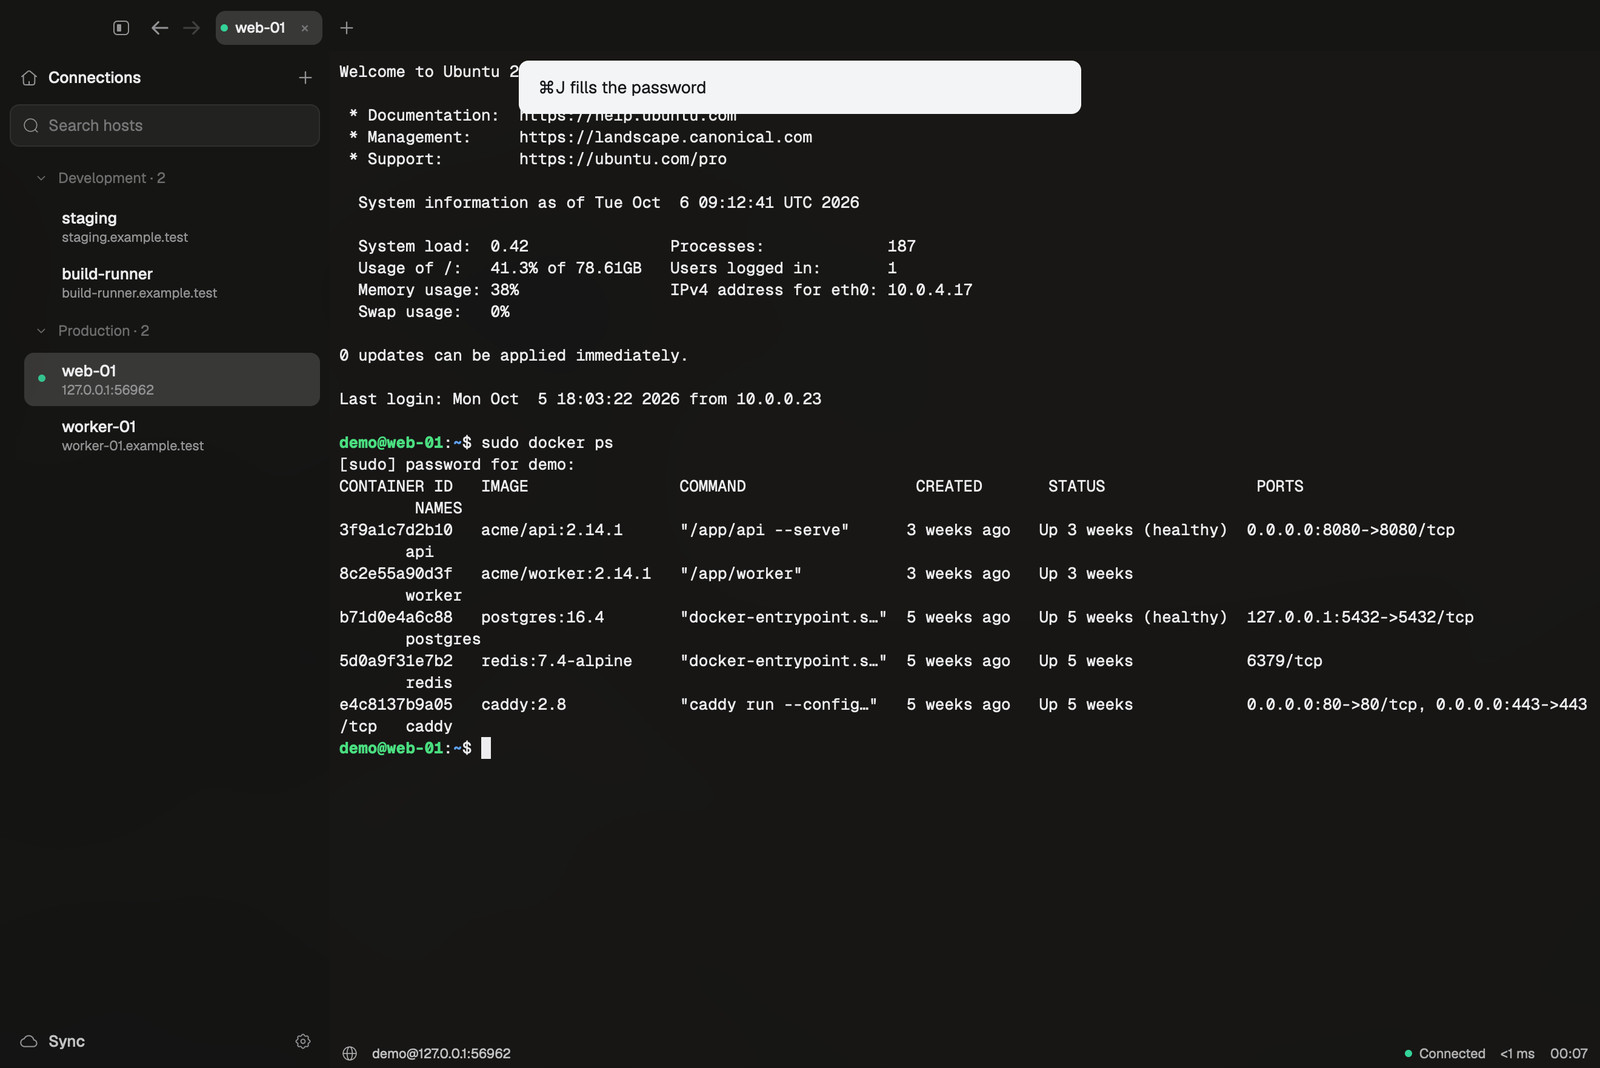 web-01 ×
Connections
Search hosts
Development · 2
staging
staging.example.test
build-runner
build-runner.example.test
Production · 2
web-01
127.0.0.1:56962
worker-01
worker-01.example.test
Sync
⌘J fills the password
Welcome to Ubuntu 2
* Documentation: https://help.ubuntu.com
* Management: https://landscape.canonical.com
* Support: https://ubuntu.com/pro
System information as of Tue Oct  6 09:12:41 UTC 2026
System load: 0.42 Processes: 187
Usage of /: 41.3% of 78.61GB Users logged in: 1
Memory usage: 38% IPv4 address for eth0: 10.0.4.17
Swap usage: 0%
0 updates can be applied immediately.
Last login: Mon Oct  5 18:03:22 2026 from 10.0.0.23
demo@web-01:~$ sudo docker ps
[sudo] password for demo:
CONTAINER ID IMAGE COMMAND CREATED STATUS PORTS
NAMES
3f9a1c7d2b10 acme/api:2.14.1 "/app/api --serve" 3 weeks ago Up 3 weeks (healthy) 0.0.0.0:8080->8080/tcp
api
8c2e55a90d3f acme/worker:2.14.1 "/app/worker" 3 weeks ago Up 3 weeks
worker
b71d0e4a6c88 postgres:16.4 "docker-entrypoint.s…" 5 weeks ago Up 5 weeks (healthy) 127.0.0.1:5432->5432/tcp
postgres
5d0a9f31e7b2 redis:7.4-alpine "docker-entrypoint.s…" 5 weeks ago Up 5 weeks 6379/tcp
redis
e4c8137b9a05 caddy:2.8 "caddy run --config…" 5 weeks ago Up 5 weeks 0.0.0.0:80->80/tcp, 0.0.0.0:443->443
/tcp caddy
demo@web-01:~$
demo@127.0.0.1:56962
Connected <1 ms 00:07